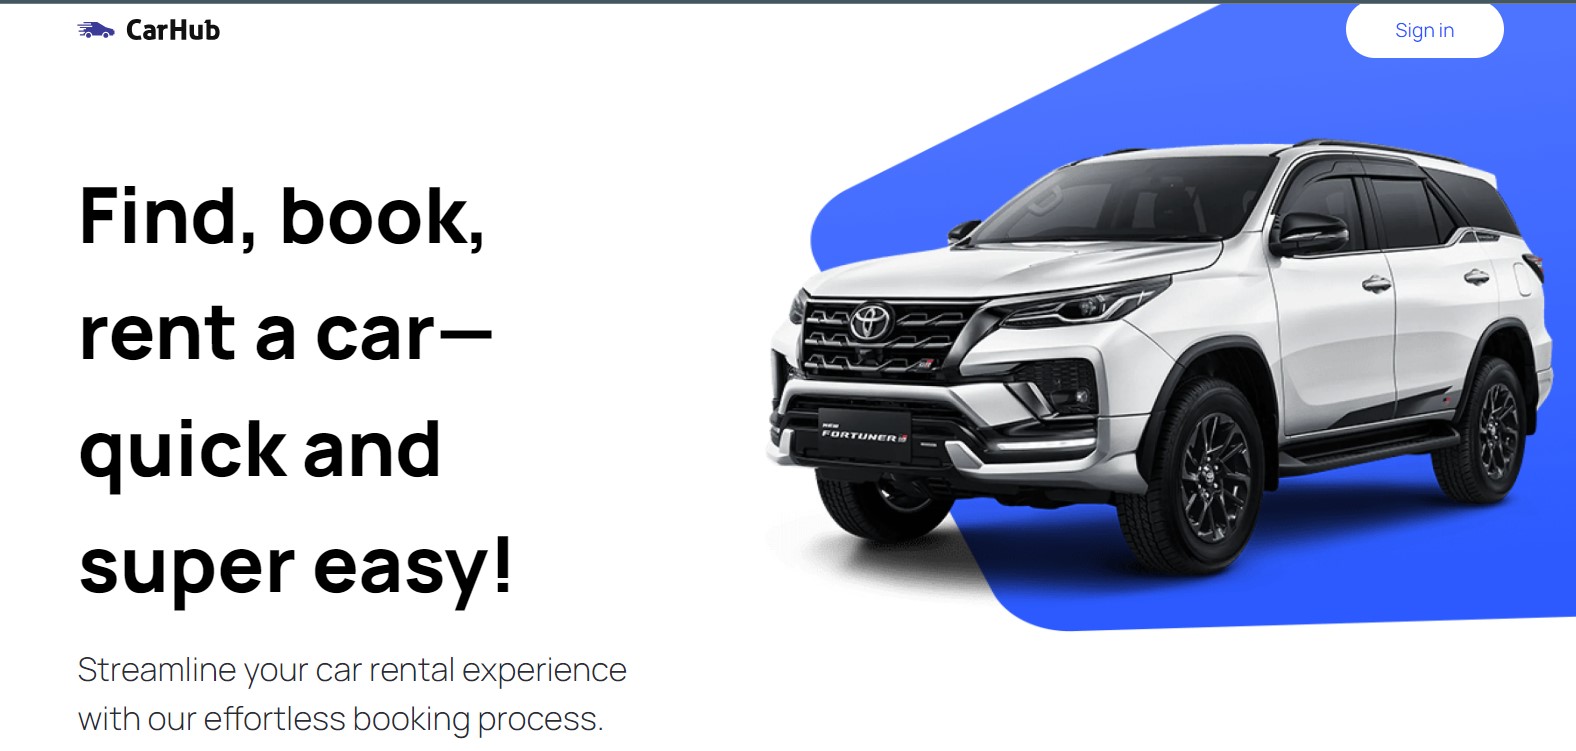 CarHub
Sign in
Find, book,
rent a car—
quick and
super easy!
Streamline your car rental experience
with our effortless booking process.
NEW
FORTUNER